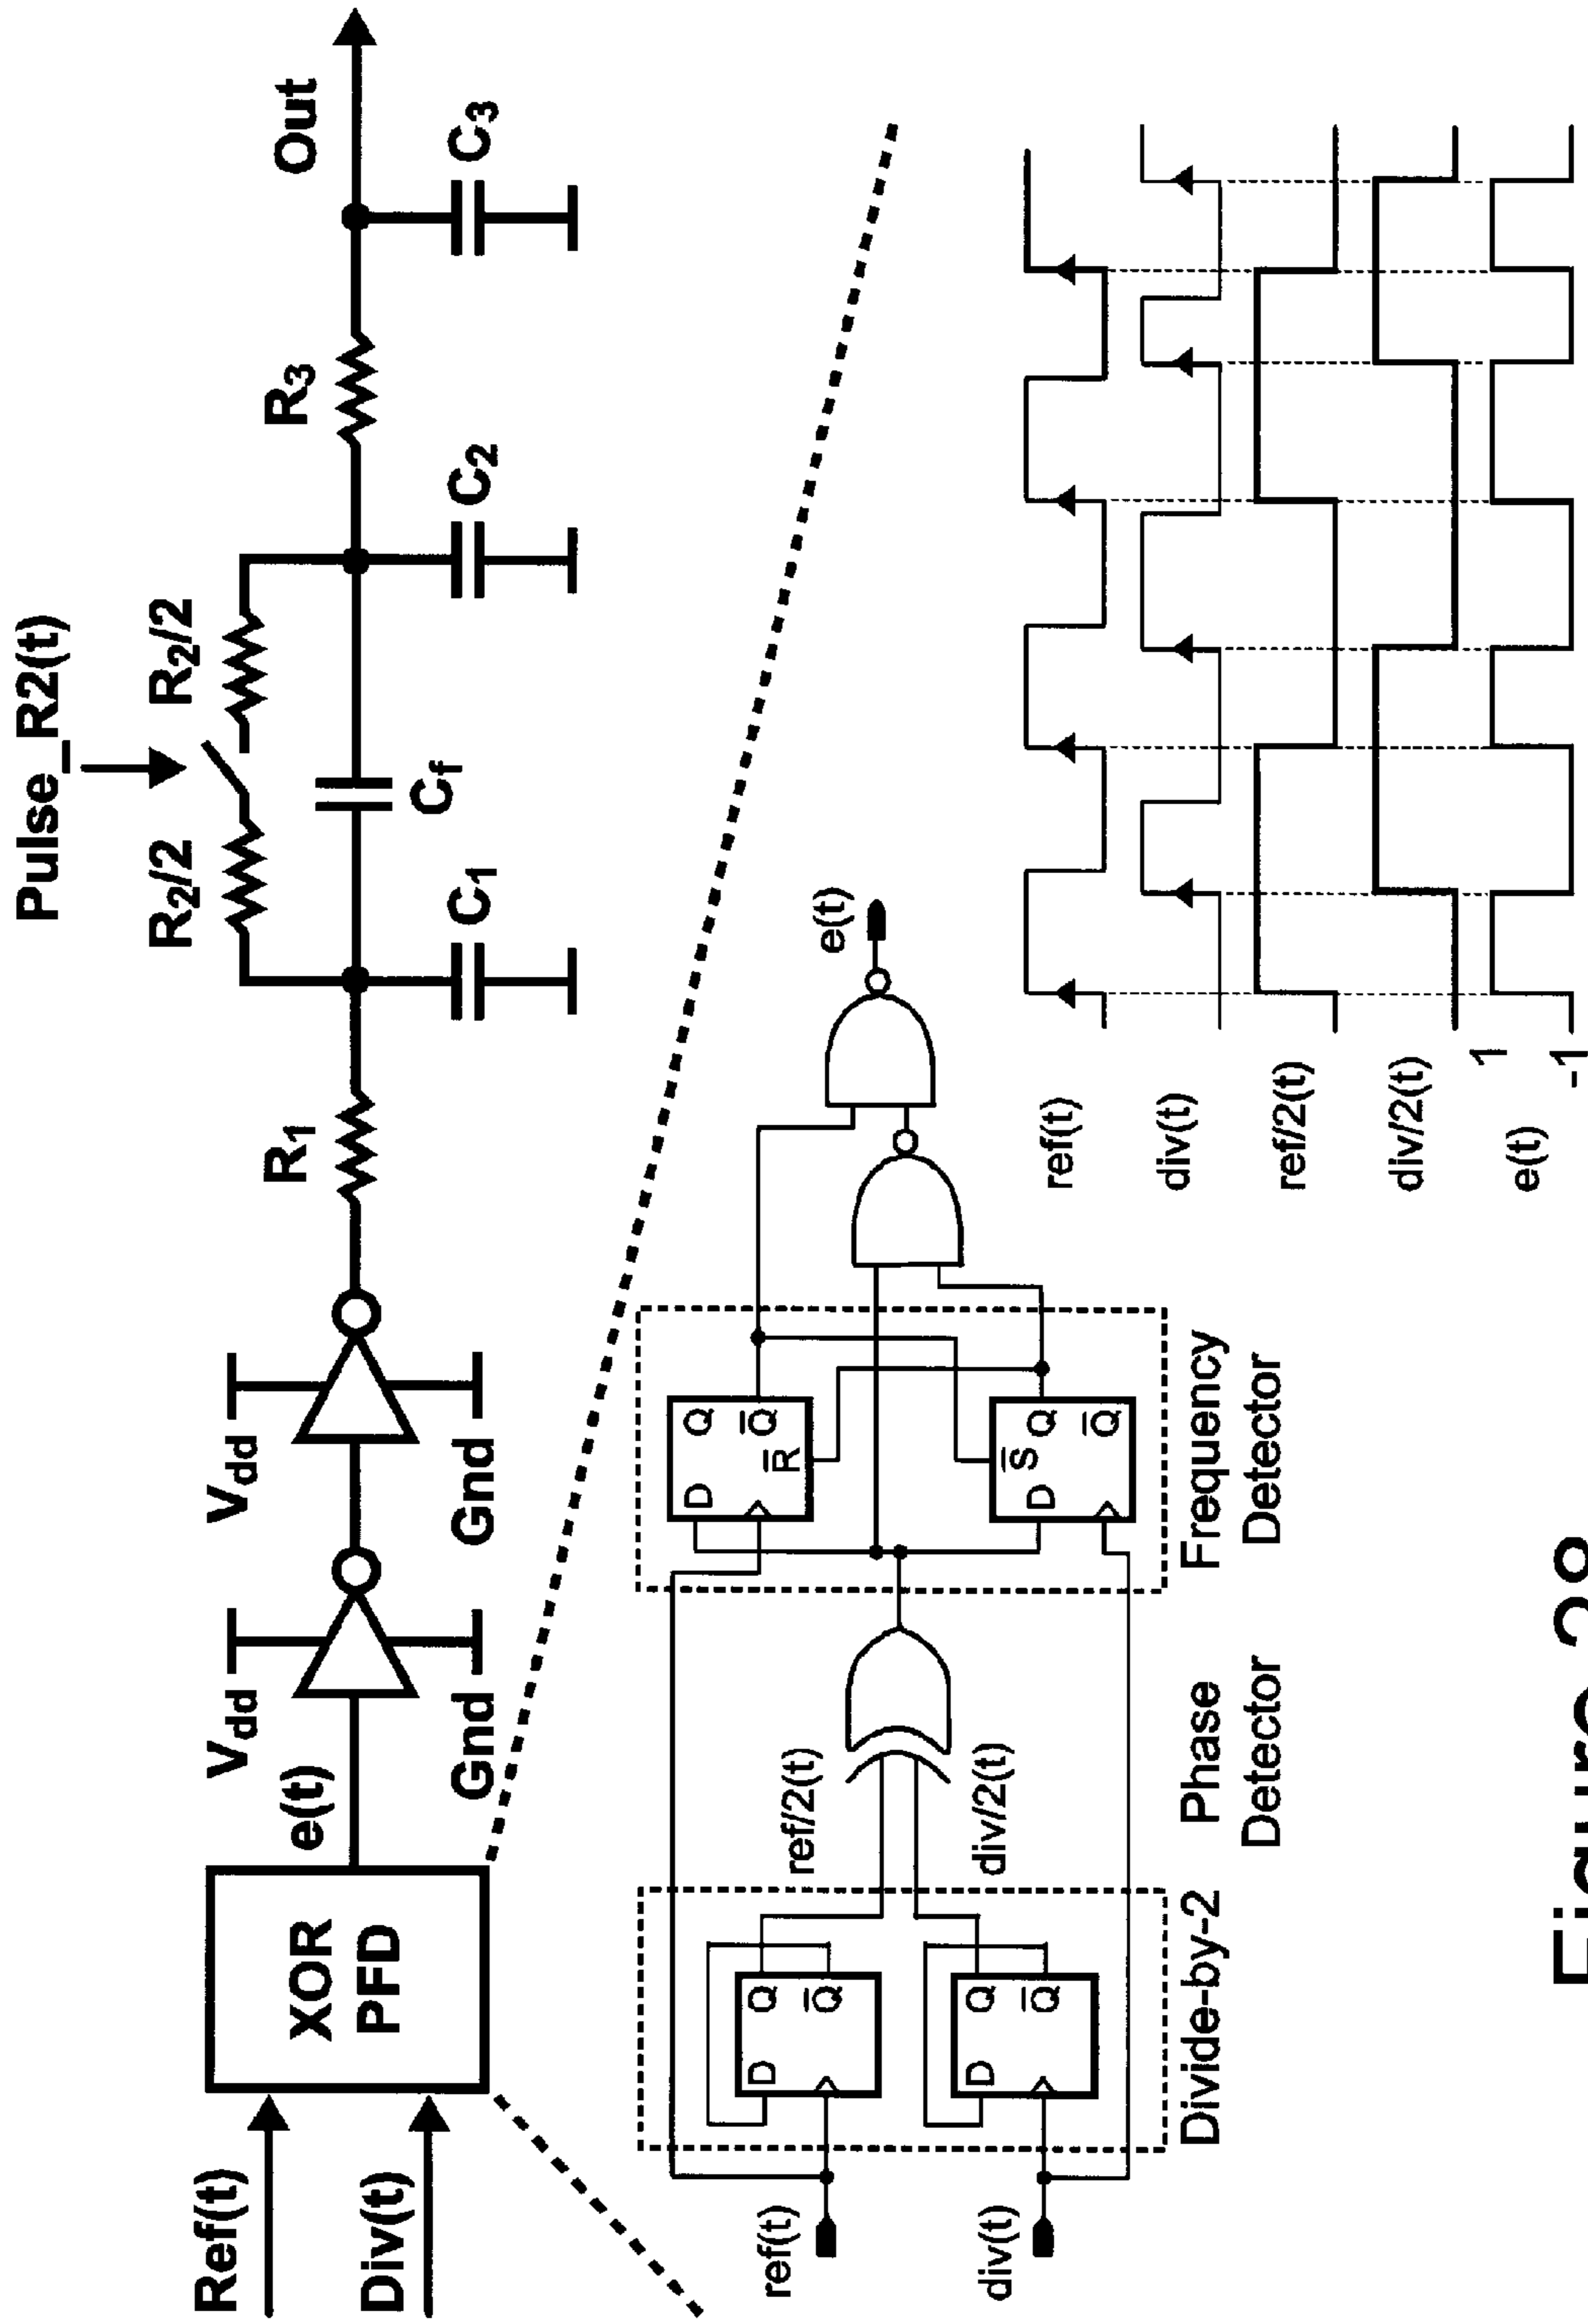 Pulse_R2(t)
R2/2
R2/2
Ref(t)
Div(t)
XOR
PFD
e(t)
Vdd
Gnd
Vdd
Gnd
R1
C1
Cf
C2
R3
C3
Out
ref(t)
div(t)
D
Q
Q
D
Q
Q
Divide-by-2
ref/2(t)
div/2(t)
Phase
Detector
D
Q
Q
R
S
D
Q
Q
Frequency
Detector
e(t)
ref(t)
div(t)
ref/2(t)
div/2(t)
1
e(t)
-1